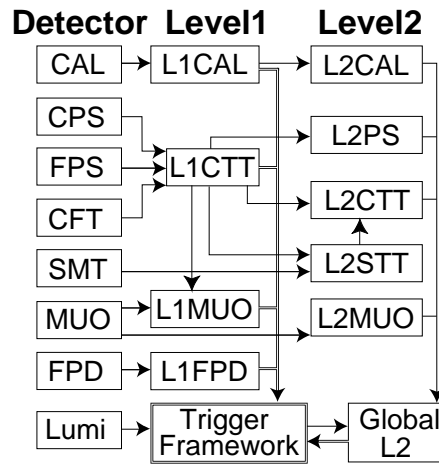 Detector Level1 Level2
CAL L1CAL L2CAL
CPS
L2PS
FPS L1CTT
CFT L2CTT
SMT L2STT
MUO L1MUO L2MUO
FPD L1FPD
Lumi Trigger Global
Framework L2